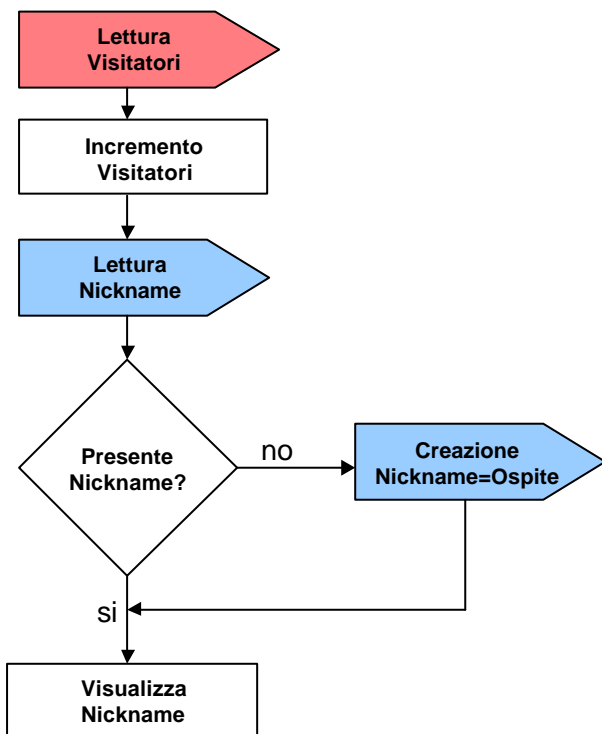 Lettura
Visitatori
Incremento
Visitatori
Lettura
Nickname
Presente
Nickname?
no
Creazione
Nickname=Ospite
si
Visualizza
Nickname